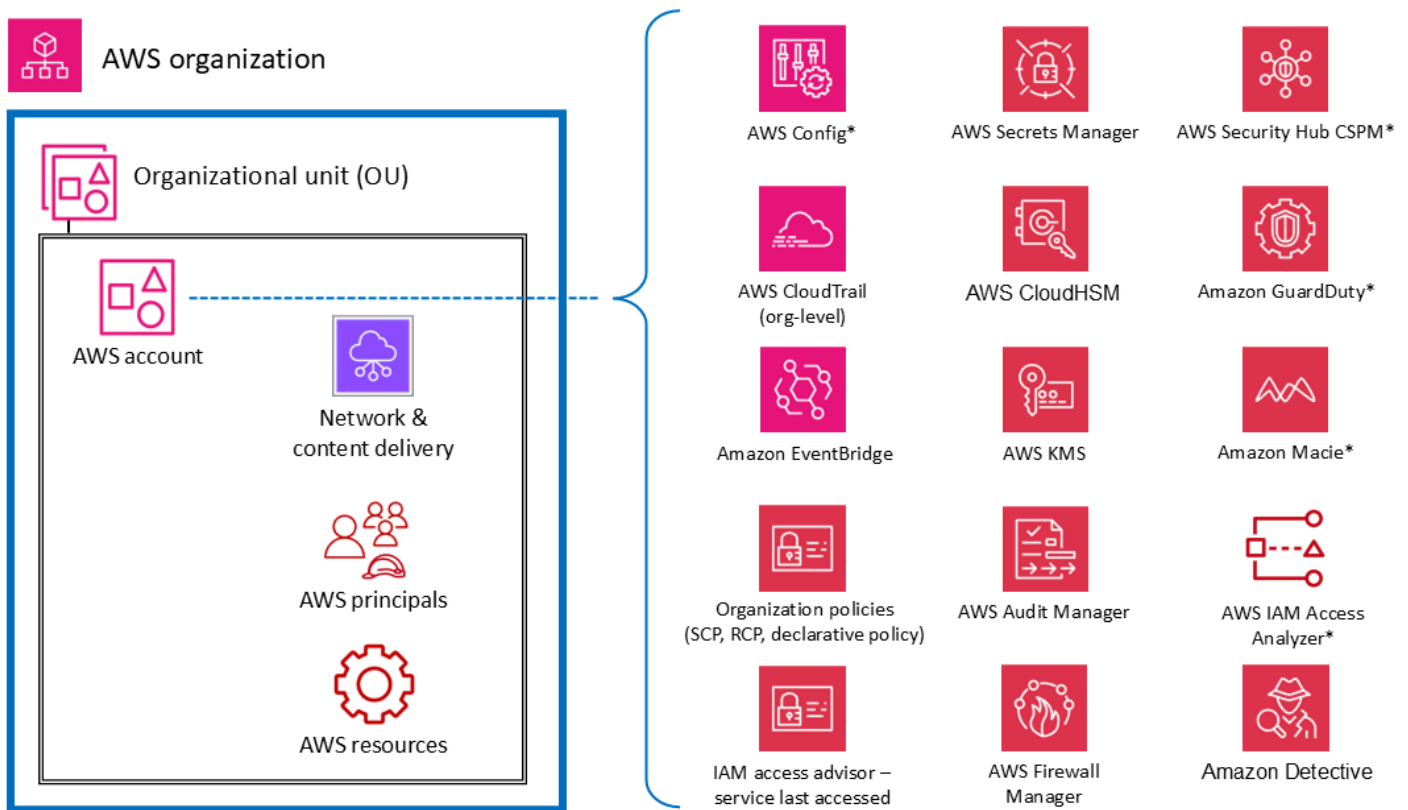 AWS organization
Organizational unit (OU)
AWS account
Network &
content delivery
AWS principals
AWS resources
AWS Config*
AWS Secrets Manager
AWS Security Hub CSPM*
AWS CloudTrail
(org-level)
AWS CloudHSM
Amazon GuardDuty*
Amazon EventBridge
AWS KMS
Amazon Macie*
Organization policies
(SCP, RCP, declarative policy)
AWS Audit Manager
AWS IAM Access
Analyzer*
IAM access advisor –
service last accessed
AWS Firewall
Manager
Amazon Detective